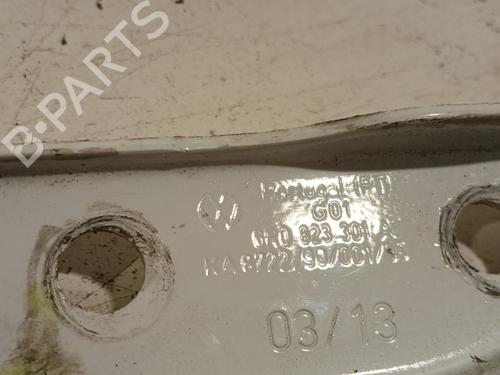 B-PARTS
Portugal (PT)
G01
6R0 823 301 A
03/13